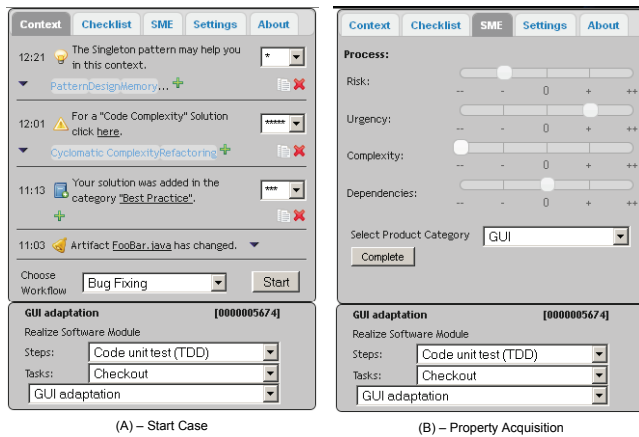 Context Checklist SME Settings About
12:21 The Singleton pattern may help you
in this context.
*
PatternDesignMemory...
12:01 For a "Code Complexity" Solution
click here.
*****
Cyclomatic ComplexityRefactoring
11:13 Your solution was added in the
category "Best Practice".
***
11:03 Artifact FooBar.java has changed.
Choose
Workflow
Bug Fixing
Start
GUI adaptation [0000005674]
Realize Software Module
Steps: Code unit test (TDD)
Tasks: Checkout
GUI adaptation
(A) – Start Case
Context Checklist SME Settings About
Process:
Risk:
-- - 0 + ++
Urgency:
-- - 0 + ++
Complexity:
-- - 0 + ++
Dependencies:
-- - 0 + ++
Select Product Category GUI
Complete
GUI adaptation [0000005674]
Realize Software Module
Steps: Code unit test (TDD)
Tasks: Checkout
GUI adaptation
(B) – Property Acquisition